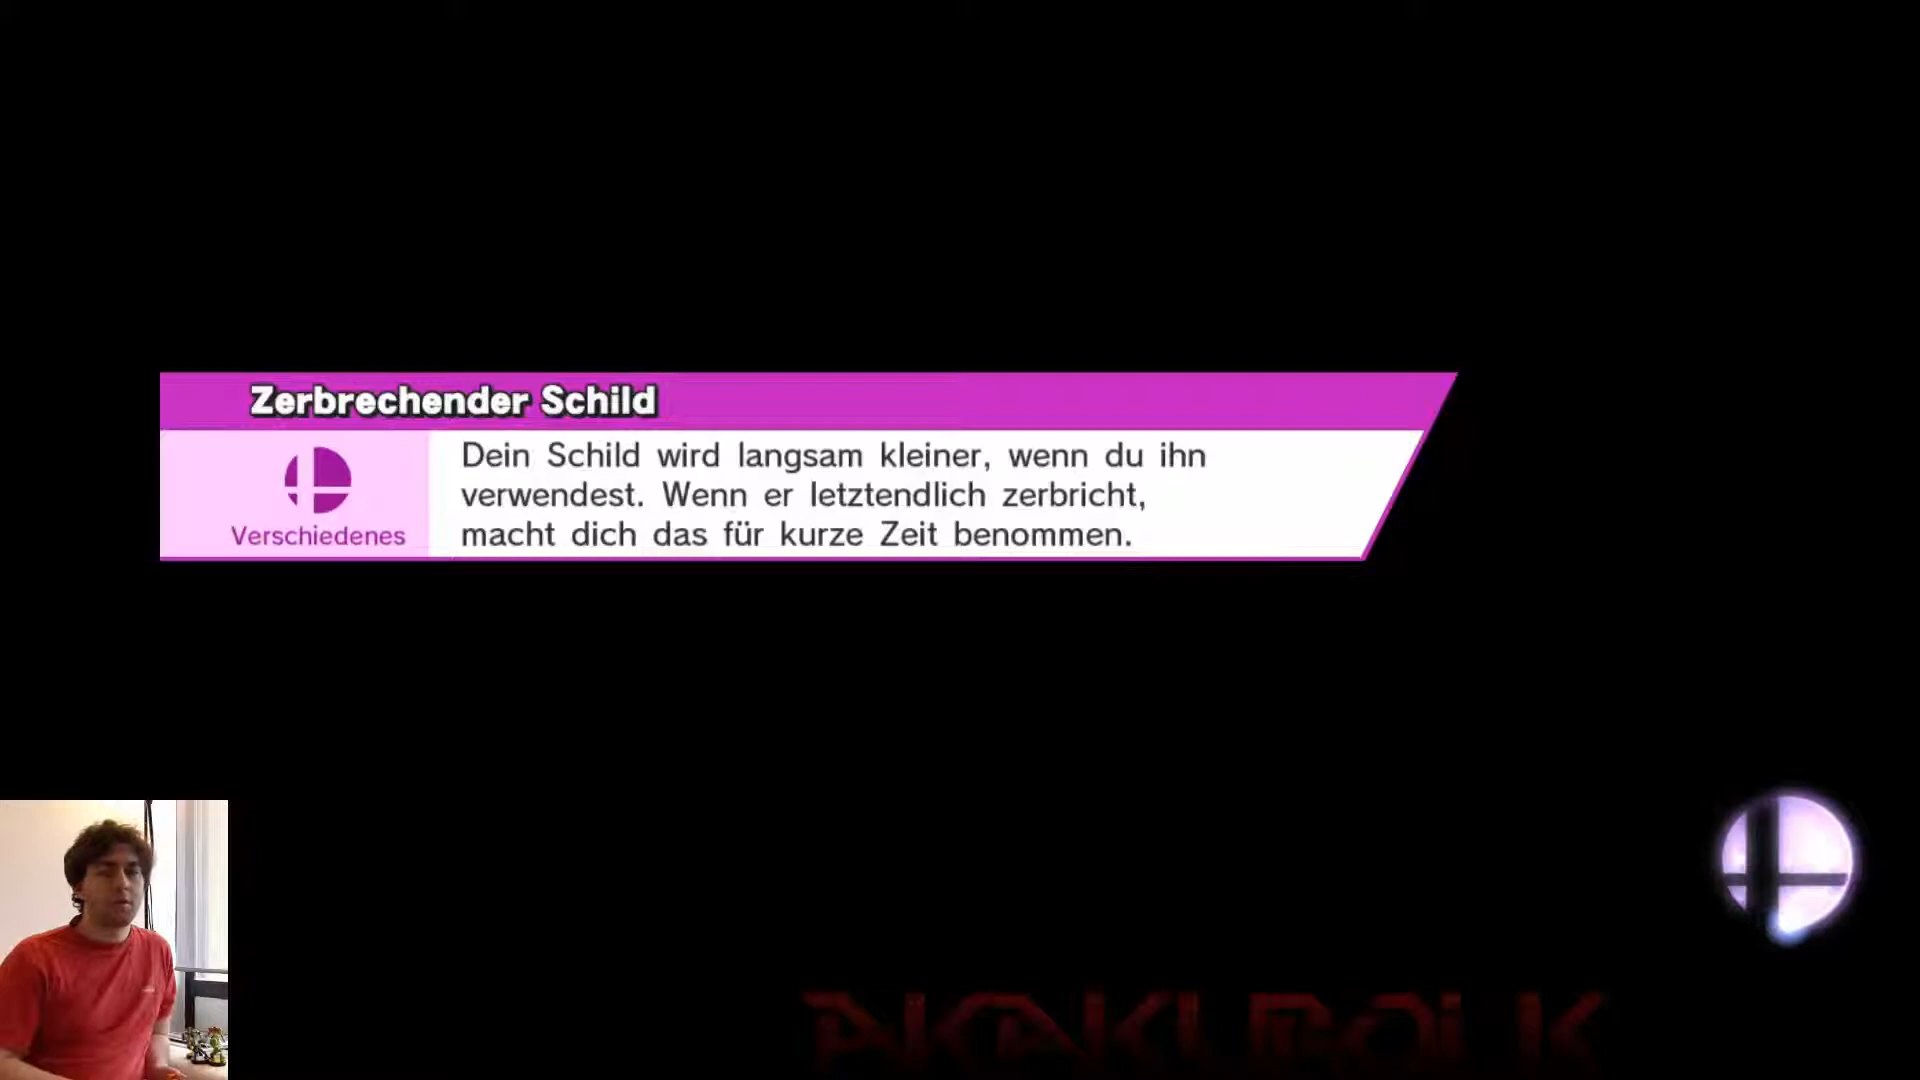 Zerbrechender Schild
Verschiedenes
Dein Schild wird langsam kleiner, wenn du ihn
verwendest. Wenn er letztendlich zerbricht,
macht dich das für kurze Zeit benommen.